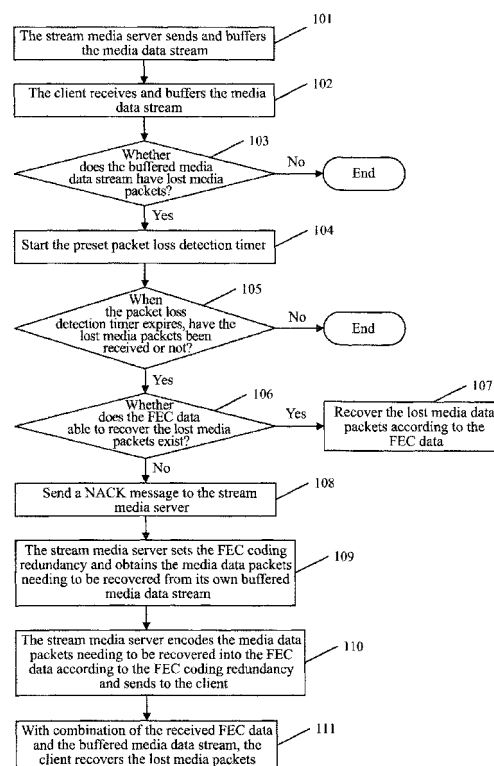 101
The stream media server sends and buffers
the media data stream
102
The client receives and buffers the media
data stream
103
Whether
does the buffered media
data stream have lost media
packets?
No
End
Yes
104
Start the preset packet loss detection timer
105
When
the packet loss
detection timer expires, have the
lost media packets been
received or not?
No
End
Yes
106
Whether
does the FEC data
able to recover the lost media
packets exist?
Yes
107
Recover the lost media data
packets according to the
FEC data
No
108
Send a NACK message to the stream
media server
109
The stream media server sets the FEC coding
redundancy and obtains the media data packets
needing to be recovered from its own buffered
media data stream
110
The stream media server encodes the media data
packets needing to be recovered into the FEC
data according to the FEC coding redundancy
and sends to the client
111
With combination of the received FEC data
and the buffered media data stream, the
client recovers the lost media packets